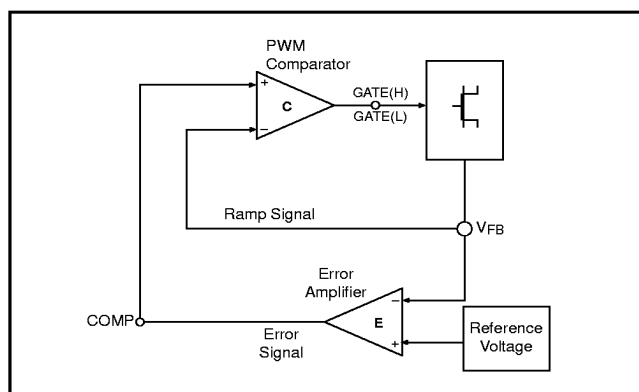 PWM
Comparator
+
C
−
GATE(H)
GATE(L)
Ramp Signal
VFB
Error
Amplifier
−
E
+
COMP
Error
Signal
Reference
Voltage